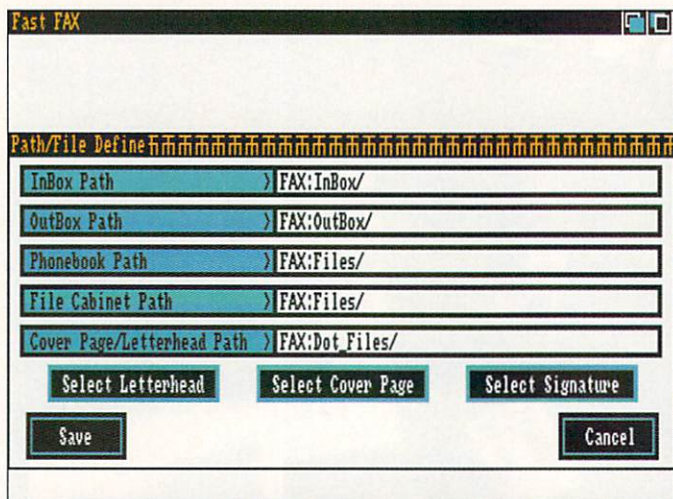 Fast FAX
Path/File Define
InBox Path > FAX:InBox/
OutBox Path > FAX:OutBox/
Phonebook Path > FAX:Files/
File Cabinet Path > FAX:Files/
Cover Page/Letterhead Path > FAX:Dot_Files/
Select Letterhead Select Cover Page Select Signature
Save Cancel